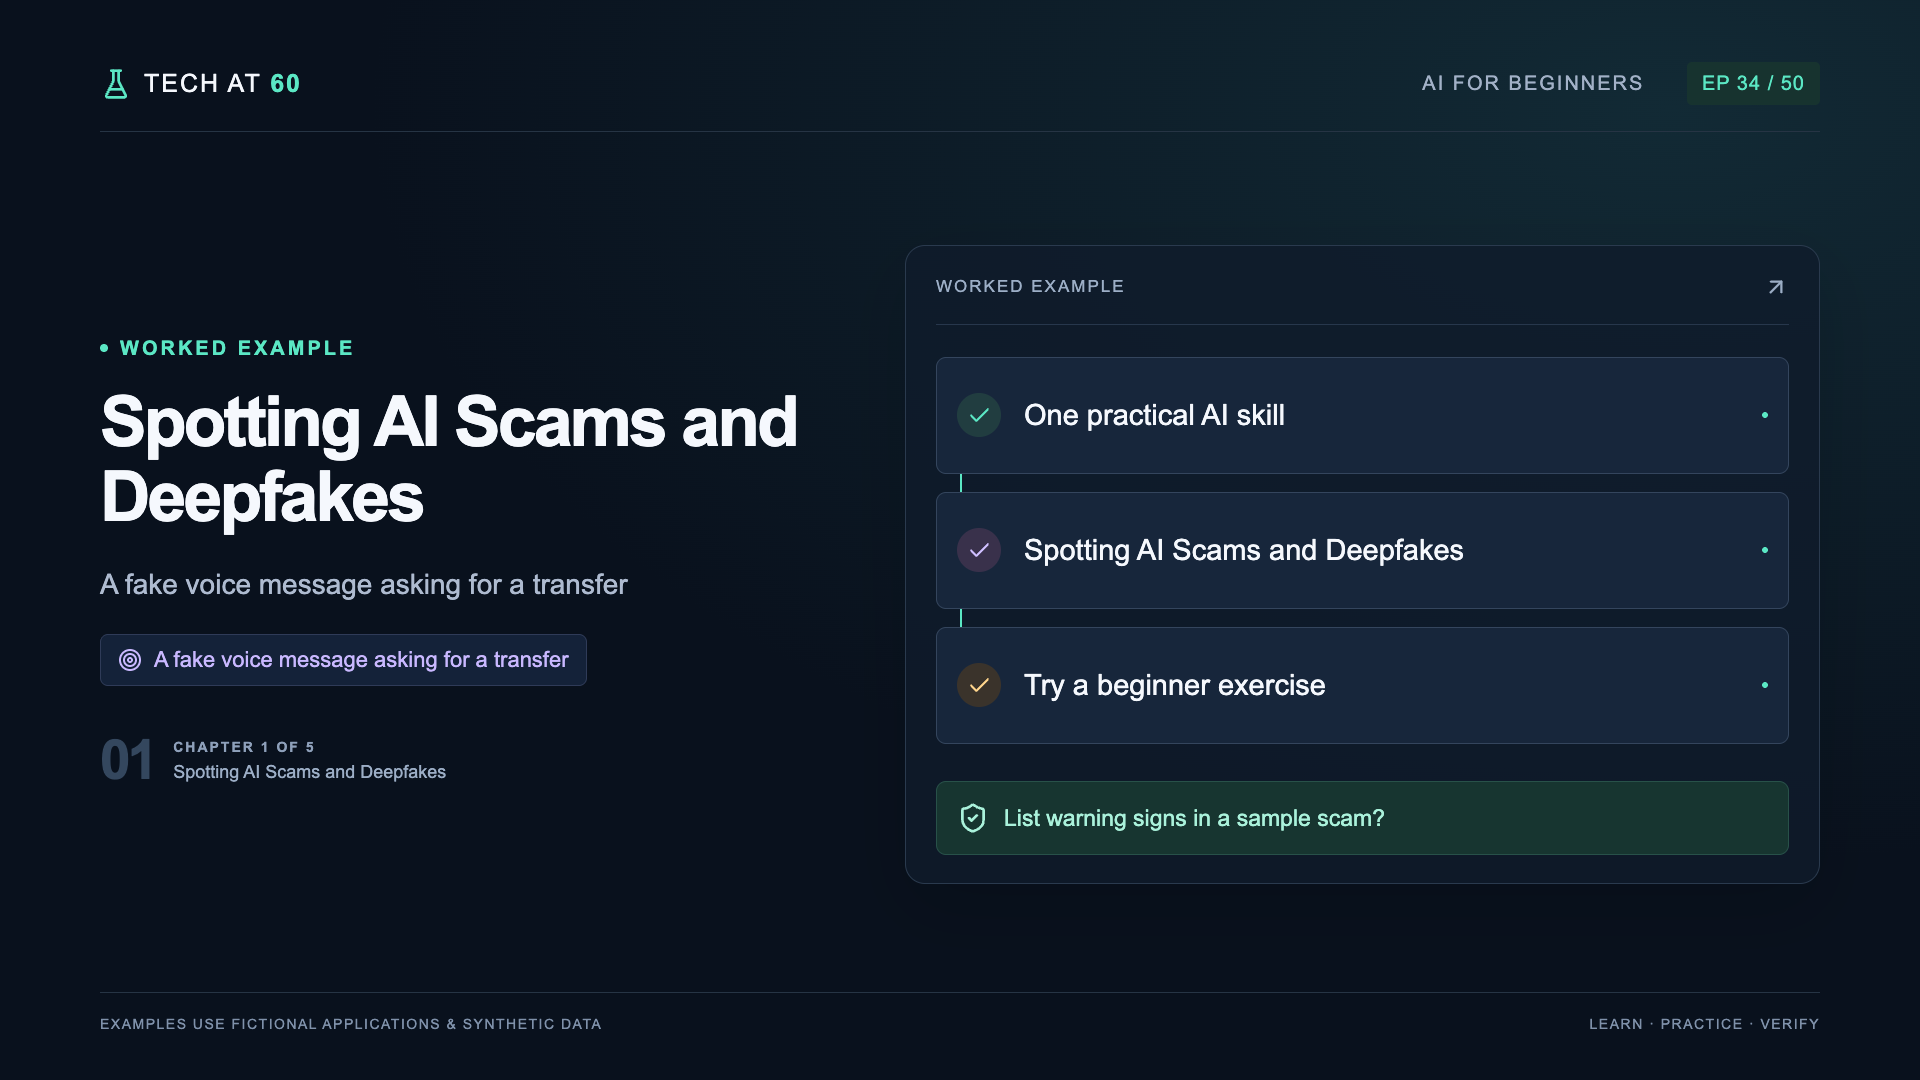 TECH AT 60
AI FOR BEGINNERS
EP 34 / 50
WORKED EXAMPLE
Spotting AI Scams and
Deepfakes
A fake voice message asking for a transfer
A fake voice message asking for a transfer
01
CHAPTER 1 OF 5
Spotting AI Scams and Deepfakes
WORKED EXAMPLE
One practical AI skill
Spotting AI Scams and Deepfakes
Try a beginner exercise
List warning signs in a sample scam?
EXAMPLES USE FICTIONAL APPLICATIONS & SYNTHETIC DATA
LEARN · PRACTICE · VERIFY